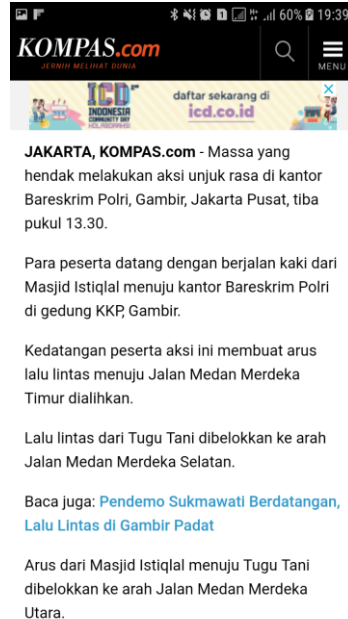 60% 19:39
KOMPAS.com
JERNIH MELIHAT DUNIA
MENU
ICD
INDONESIA
COMMUNITY DAY
KOLABORAKSI
daftar sekarang di
icd.co.id
JAKARTA, KOMPAS.com - Massa yang
hendak melakukan aksi unjuk rasa di kantor
Bareskrim Polri, Gambir, Jakarta Pusat, tiba
pukul 13.30.
Para peserta datang dengan berjalan kaki dari
Masjid Istiqlal menuju kantor Bareskrim Polri
di gedung KKP, Gambir.
Kedatangan peserta aksi ini membuat arus
lalu lintas menuju Jalan Medan Merdeka
Timur dialihkan.
Lalu lintas dari Tugu Tani dibelokkan ke arah
Jalan Medan Merdeka Selatan.
Baca juga: Pendemo Sukmawati Berdatangan,
Lalu Lintas di Gambir Padat
Arus dari Masjid Istiqlal menuju Tugu Tani
dibelokkan ke arah Jalan Medan Merdeka
Utara.